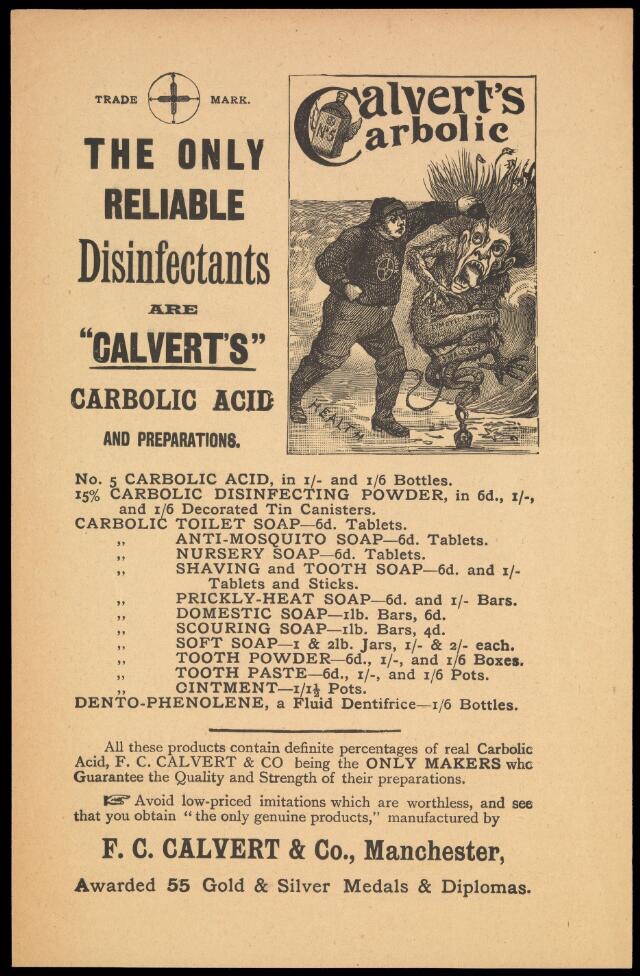 TRADE MARK.
THE ONLY
RELIABLE
Disinfectants
ARE
"CALVERT'S"
CARBOLIC ACID
AND PREPARATIONS.
Calvert's
Carbolic
No 5
HEALTH
No. 5 CARBOLIC ACID, in 1/- and 1/6 Bottles.
15% CARBOLIC DISINFECTING POWDER, in 6d., 1/-,
and 1/6 Decorated Tin Canisters.
CARBOLIC TOILET SOAP—6d. Tablets.
„ ANTI-MOSQUITO SOAP—6d. Tablets.
„ NURSERY SOAP—6d. Tablets.
„ SHAVING and TOOTH SOAP—6d. and 1/-
Tablets and Sticks.
„ PRICKLY-HEAT SOAP—6d. and 1/- Bars.
„ DOMESTIC SOAP—1lb. Bars, 6d.
„ SCOURING SOAP—1lb. Bars, 4d.
„ SOFT SOAP—1 & 2lb. Jars, 1/- & 2/- each.
„ TOOTH POWDER—6d., 1/-, and 1/6 Boxes.
„ TOOTH PASTE—6d., 1/-, and 1/6 Pots.
„ OINTMENT—1/1½ Pots.
DENTO-PHENOLENE, a Fluid Dentifrice—1/6 Bottles.
All these products contain definite percentages of real Carbolic
Acid, F. C. CALVERT & CO being the ONLY MAKERS who
Guarantee the Quality and Strength of their preparations.
☞ Avoid low-priced imitations which are worthless, and see
that you obtain "the only genuine products," manufactured by
F. C. CALVERT & Co., Manchester,
Awarded 55 Gold & Silver Medals & Diplomas.